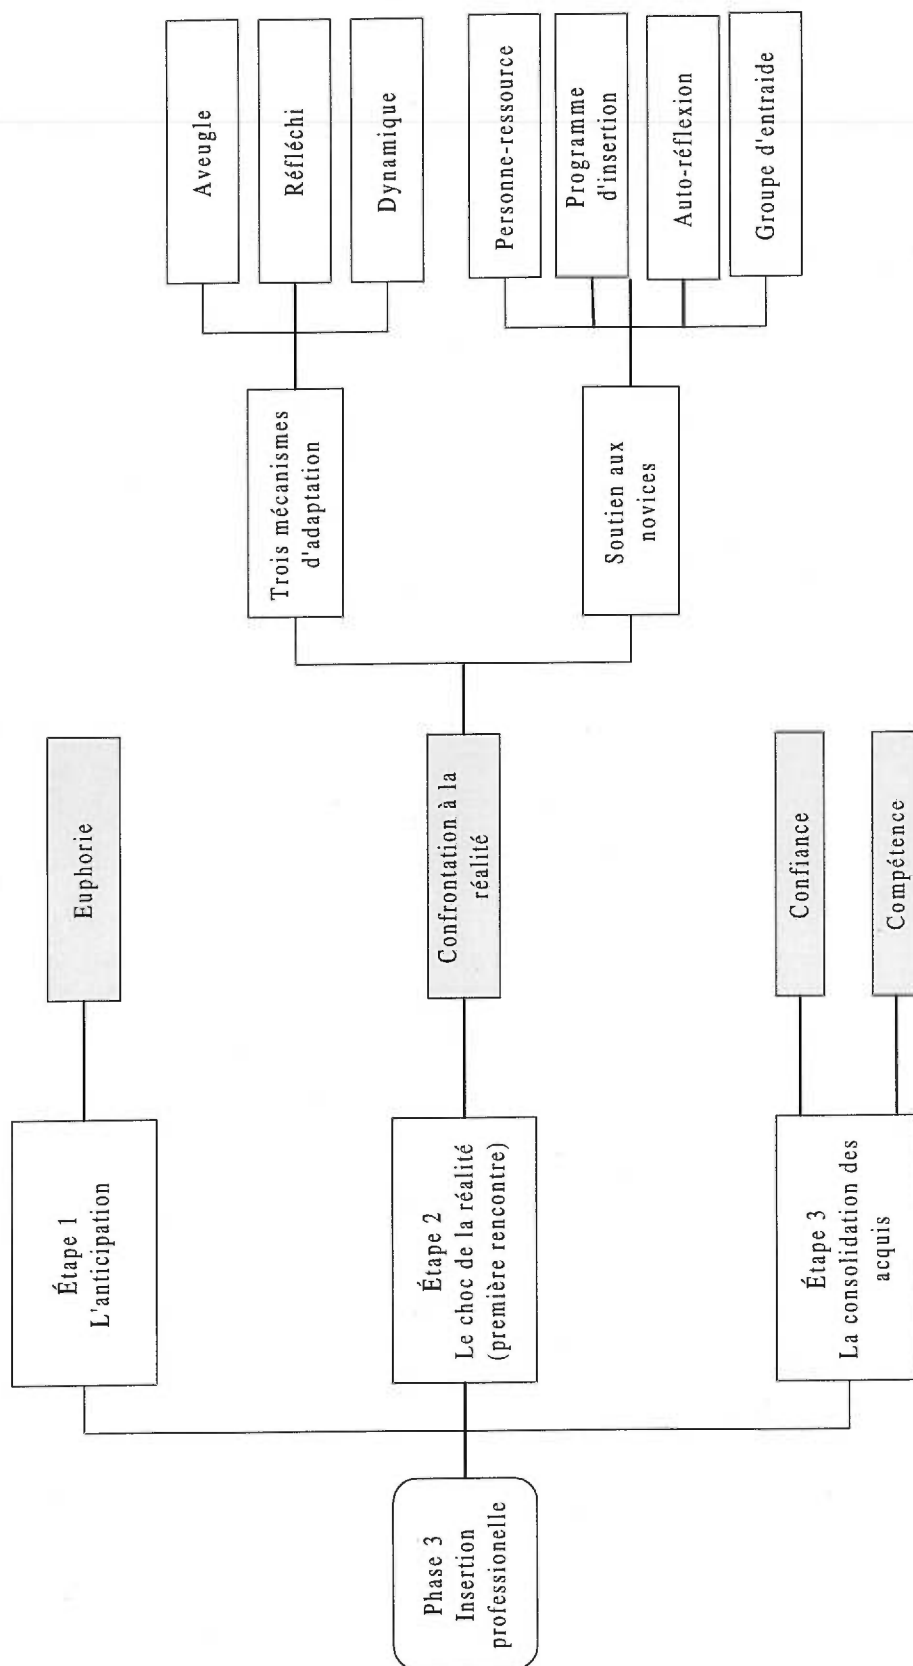 Phase 3
Insertion
professionelle
Étape 1
L'anticipation
Euphorie
Étape 2
Le choc de la réalité
(première rencontre)
Confrontation à la
réalité
Trois mécanismes
d'adaptation
Aveugle
Réfléchi
Dynamique
Soutien aux
novices
Personne-ressource
Programme
d'insertion
Auto-réflexion
Groupe d'entraide
Étape 3
La consolidation des
acquis
Confiance
Compétence